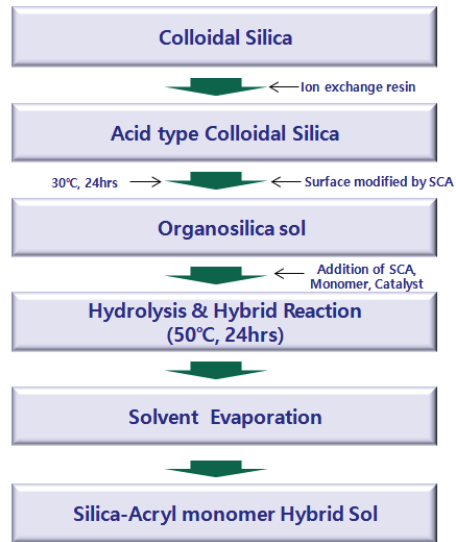 Colloidal Silica
Ion exchange resin
Acid type Colloidal Silica
30℃, 24hrs
Surface modified by SCA
Organosilica sol
Addition of SCA,
Monomer, Catalyst
Hydrolysis & Hybrid Reaction
(50℃, 24hrs)
Solvent Evaporation
Silica-Acryl monomer Hybrid Sol